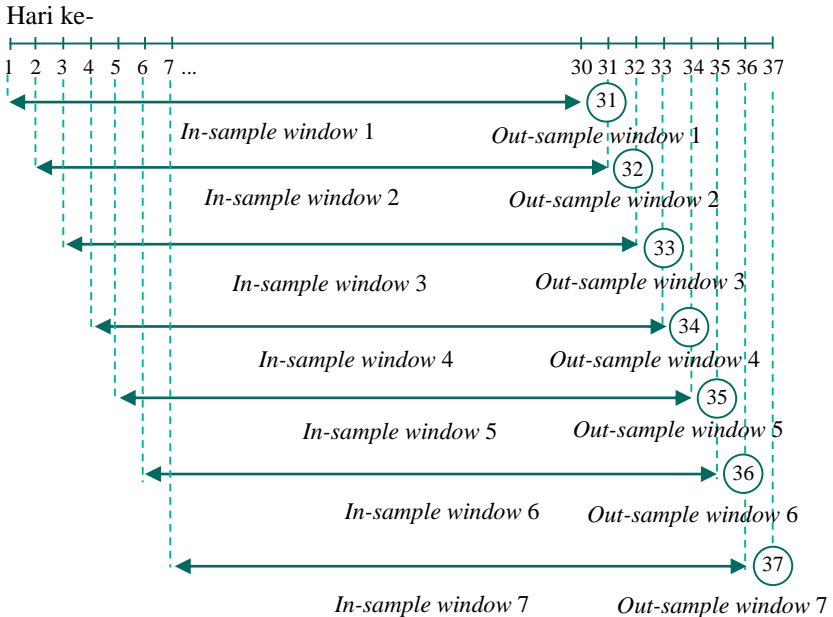 Hari ke-
1 2 3 4 5 6 7 ... 30 31 32 33 34 35 36 37
31
In-sample window 1 Out-sample window 1
32
In-sample window 2 Out-sample window 2
33
In-sample window 3 Out-sample window 3
34
In-sample window 4 Out-sample window 4
35
In-sample window 5 Out-sample window 5
36
In-sample window 6 Out-sample window 6
37
In-sample window 7 Out-sample window 7